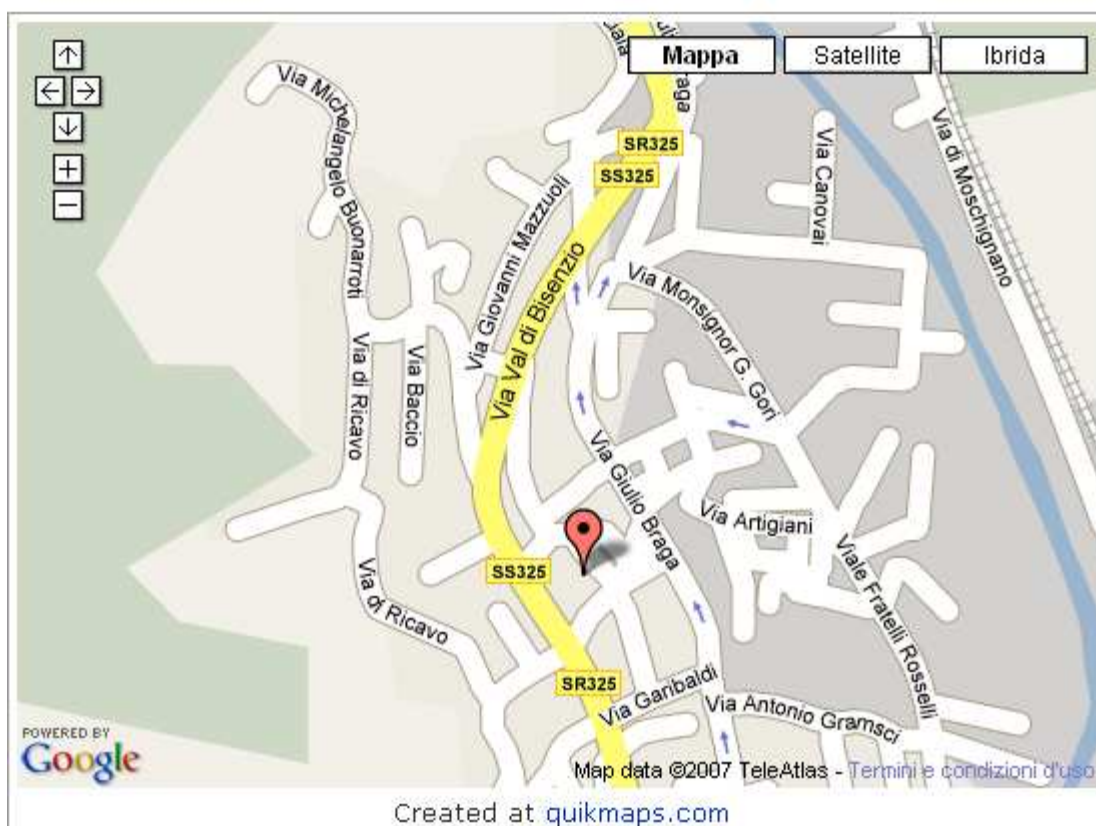 Mappa
Satellite
Ibrida
Via Michelangelo Buonarroti
SR325
SS325
Via Canovai
Via di Moschignano
Via Giovanni Mazzuoli
Via Val di Bisenzio
Via Monsignor G. Gori
Via di Ricavo
Via Baccio
Via Giulio Braga
Via Artigiani
Viale Fratelli Rosselli
SS325
Via di Ricavo
SR325
Via Garibaldi
Via Antonio Gramsci
POWERED BY
Google
Map data ©2007 TeleAtlas - Termini e condizioni d'uso
Created at quikmaps.com